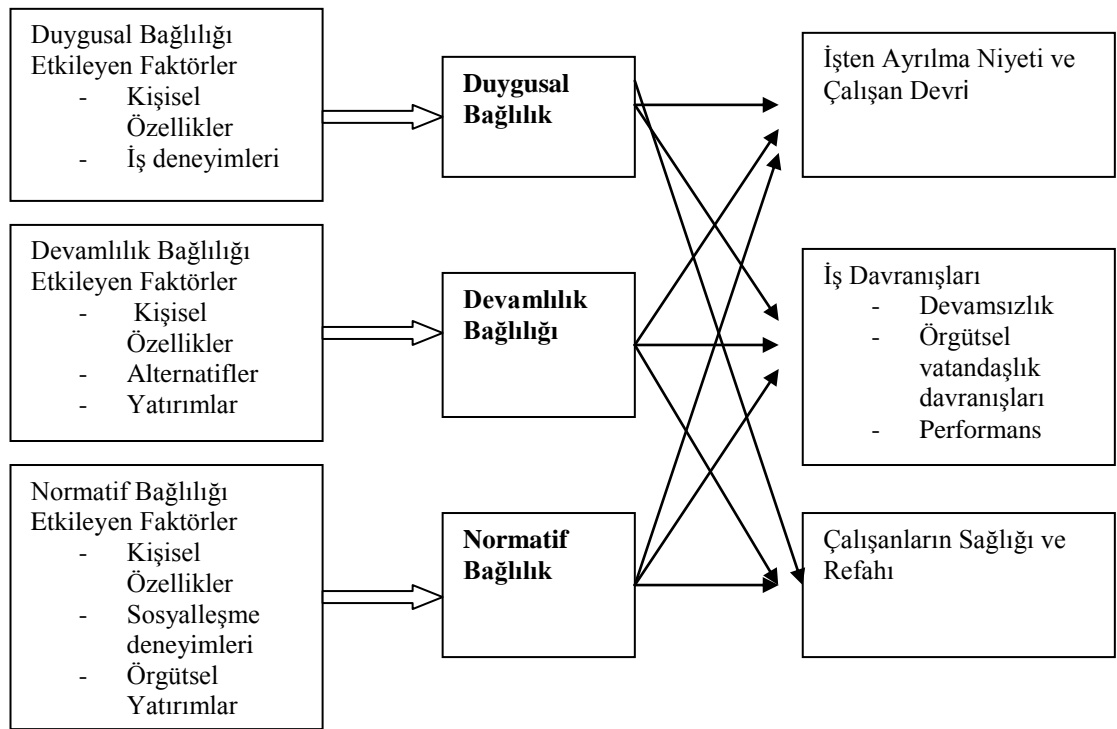 Duygusal Bağlılığı
Etkileyen Faktörler
- Kişisel
Özellikler
- İş deneyimleri
Duygusal
Bağlılık
İşten Ayrılma Niyeti ve
Çalışan Devri
Devamlılık Bağlılığı
Etkileyen Faktörler
- Kişisel
Özellikler
- Alternatifler
- Yatırımlar
Devamlılık
Bağlılığı
İş Davranışları
- Devamsızlık
- Örgütsel
vatandaşlık
davranışları
- Performans
Normatif Bağlılığı
Etkileyen Faktörler
- Kişisel
Özellikler
- Sosyalleşme
deneyimleri
- Örgütsel
Yatırımlar
Normatif
Bağlılık
Çalışanların Sağlığı ve
Refahı